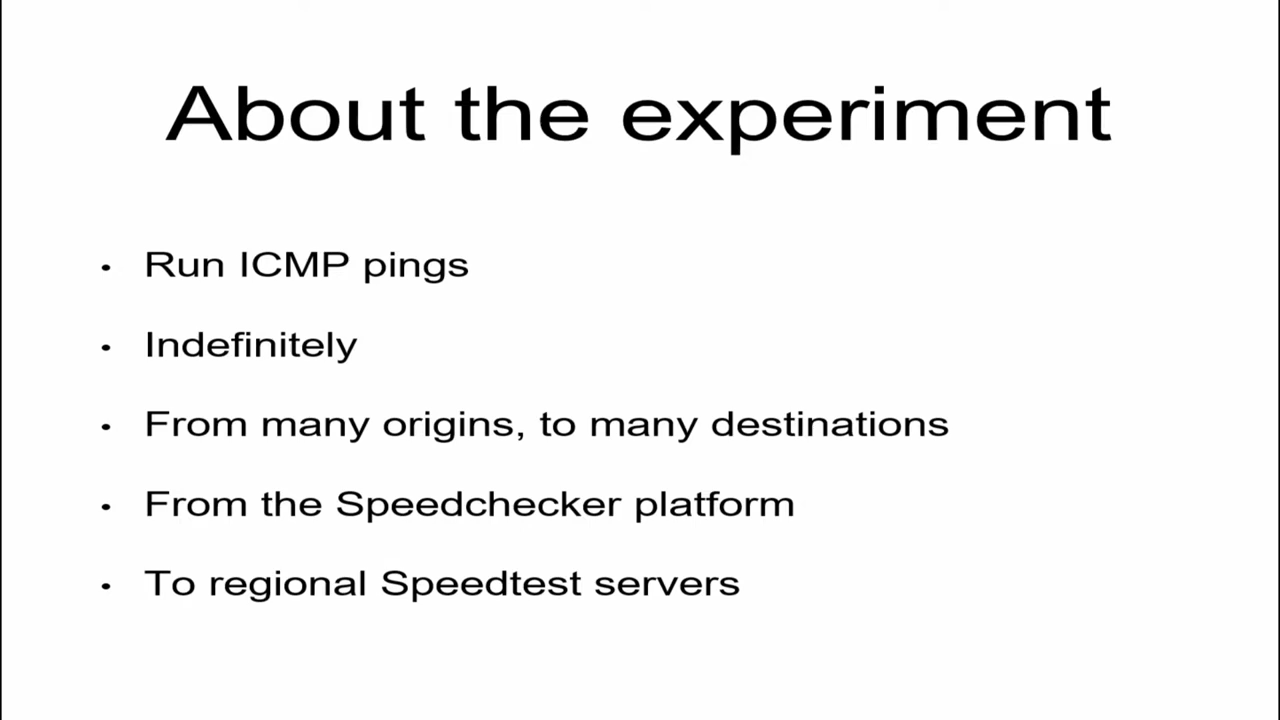 About the experiment
• Run ICMP pings
• Indefinitely
• From many origins, to many destinations
• From the Speedchecker platform
• To regional Speedtest servers